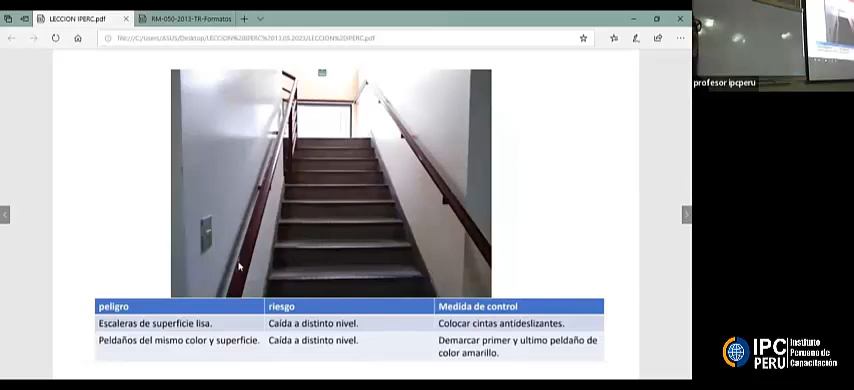 LECCION IPERC.pdf
RM-050-2013-TR-Formatos
file:///C:/Users/ASUS/Desktop/LECCION%20IPERC%2011.05.2023/LECCION%20IPERC.pdf
profesor ipcperu
peligro riesgo Medida de control
Escaleras de superficie lisa. Caída a distinto nivel. Colocar cintas antideslizantes.
Peldaños del mismo color y superficie. Caída a distinto nivel. Demarcar primer y ultimo peldaño de
color amarillo.
IPC
PERU
Instituto
Peruano de
Capacitación